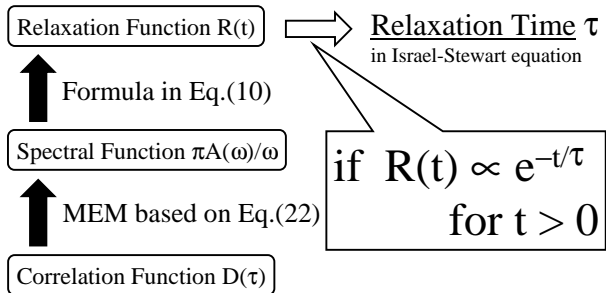 Relaxation Function R(t)
Relaxation Time τ
in Israel-Stewart equation
Formula in Eq.(10)
Spectral Function πA(ω)/ω
if R(t) ∝ e^{–t/τ}
for t > 0
MEM based on Eq.(22)
Correlation Function D(τ)